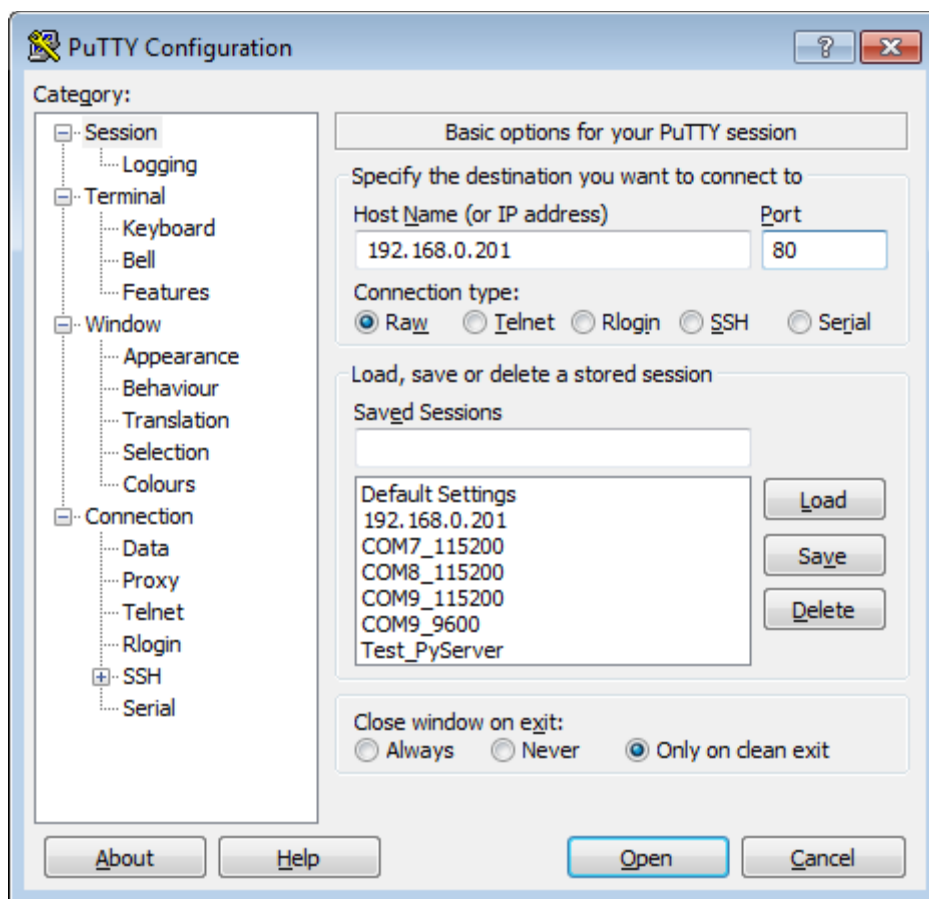 PuTTY Configuration
?
Category:
Session
Logging
Terminal
Keyboard
Bell
Features
Window
Appearance
Behaviour
Translation
Selection
Colours
Connection
Data
Proxy
Telnet
Rlogin
SSH
Serial
Basic options for your PuTTY session
Specify the destination you want to connect to
Host Name (or IP address) Port
192.168.0.201 80
Connection type:
Raw Telnet Rlogin SSH Serial
Load, save or delete a stored session
Saved Sessions
Default Settings
192.168.0.201
COM7_115200
COM8_115200
COM9_115200
COM9_9600
Test_PyServer
Load
Save
Delete
Close window on exit:
Always Never Only on clean exit
About Help Open Cancel